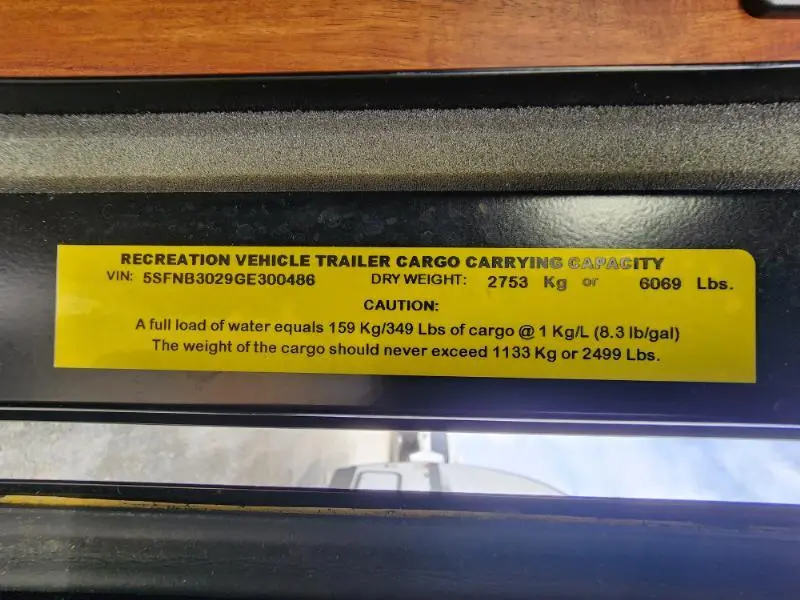 RECREATION VEHICLE TRAILER CARGO CARRYING CAPACITY
VIN: 5SFNB3029GE300486 DRY WEIGHT: 2753 Kg or 6069 Lbs.
CAUTION:
A full load of water equals 159 Kg/349 Lbs of cargo @ 1 Kg/L (8.3 lb/gal)
The weight of the cargo should never exceed 1133 Kg or 2499 Lbs.